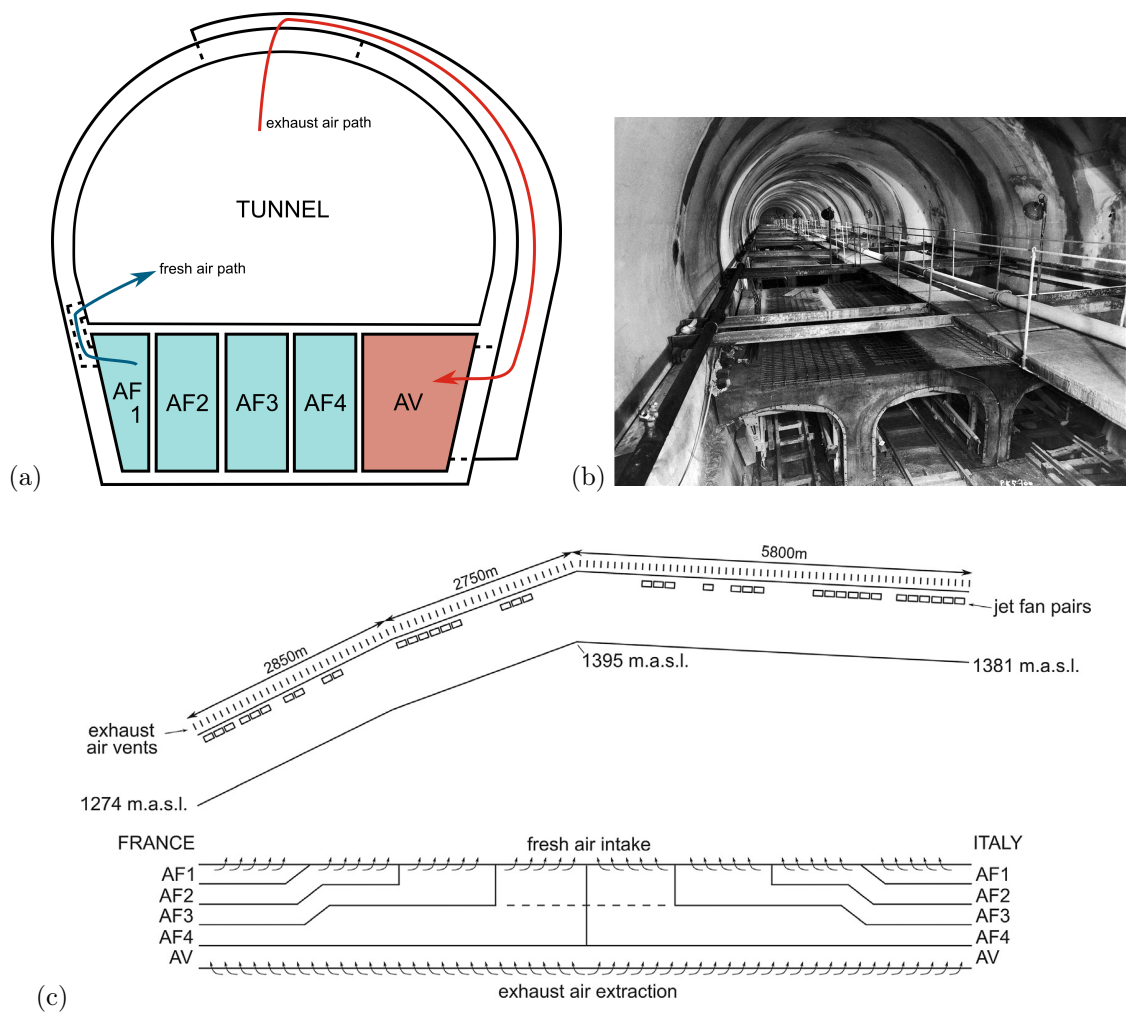 exhaust air path
TUNNEL
fresh air path
AF
1
AF2
AF3
AF4
AV
(a)
(b)
5800m
2750m
2850m
jet fan pairs
1395 m.a.s.l.
1381 m.a.s.l.
exhaust
air vents
1274 m.a.s.l.
FRANCE
fresh air intake
ITALY
AF1
AF1
AF2
AF2
AF3
AF3
AF4
AF4
AV
AV
exhaust air extraction
(c)